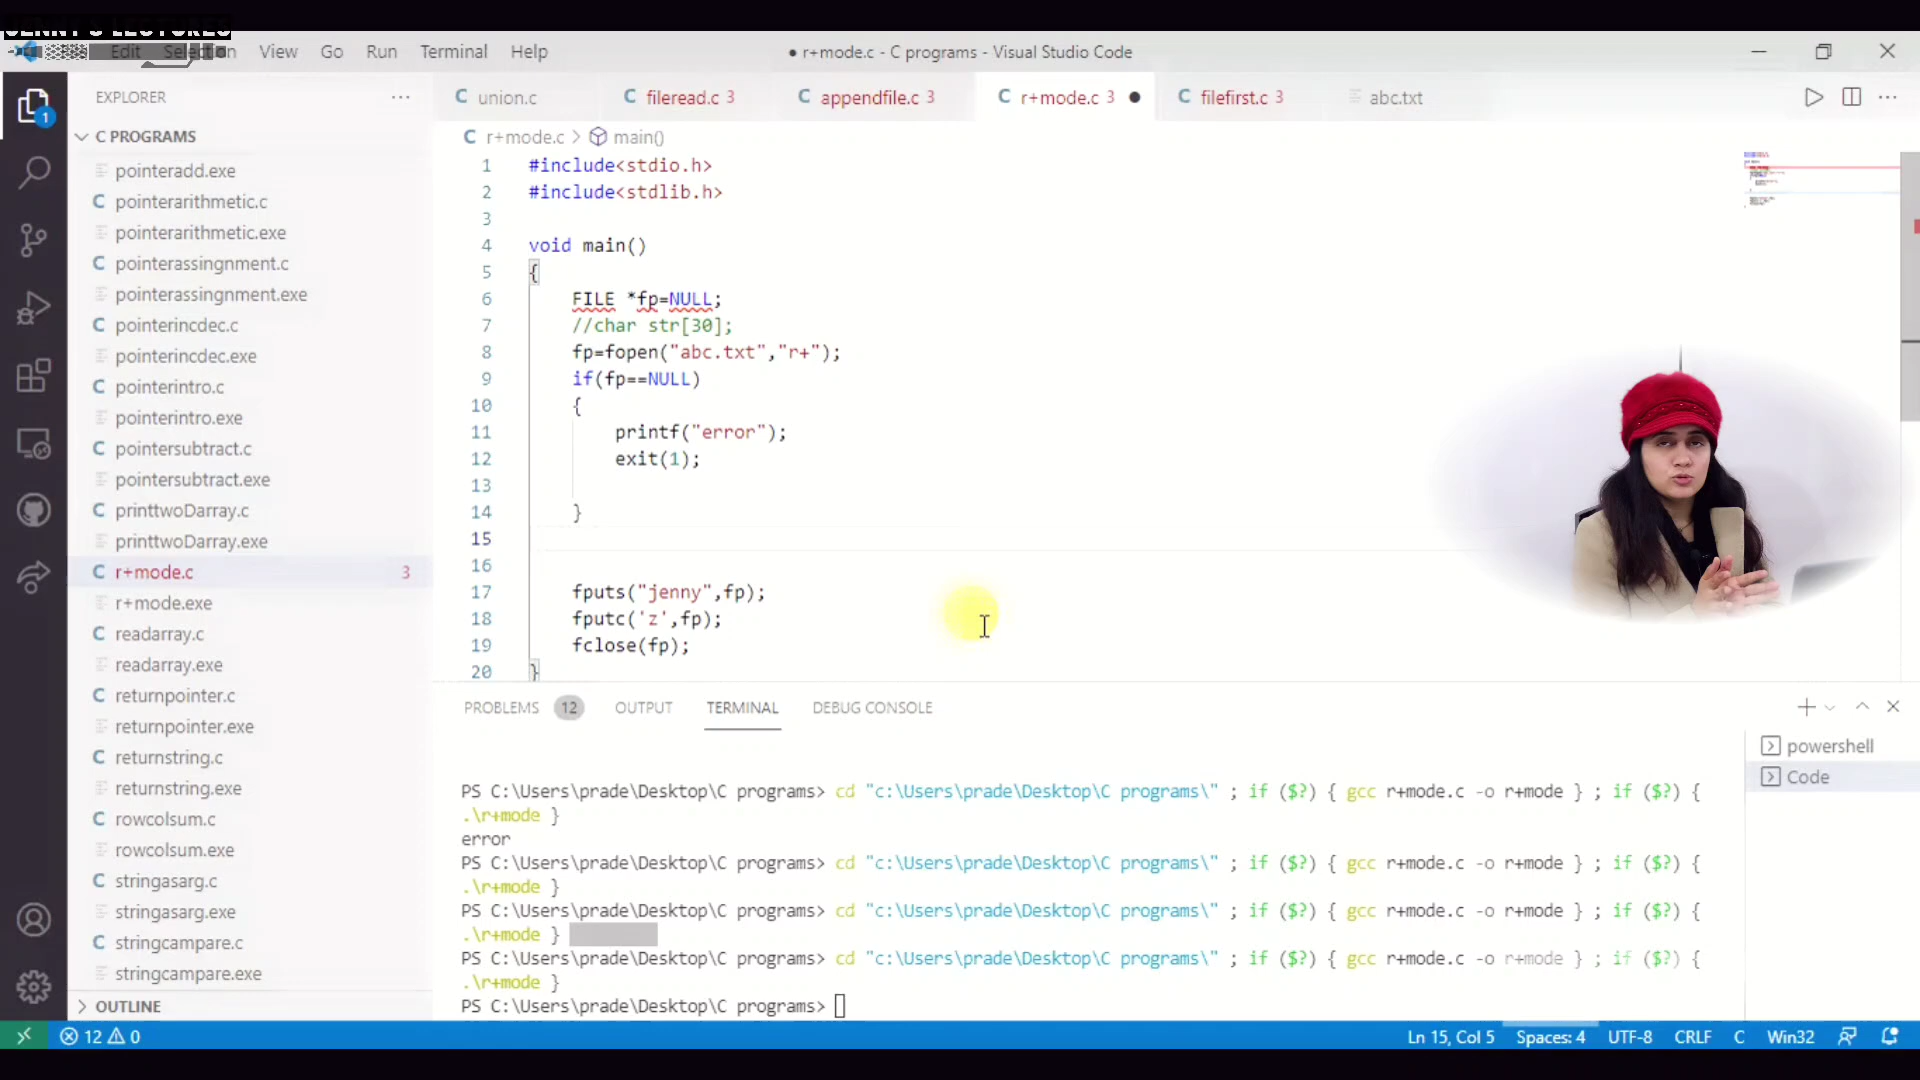 JENNY'S LECTURES
Edit Selection View Go Run Terminal Help
● r+mode.c - C programs - Visual Studio Code
EXPLORER
C PROGRAMS
pointeradd.exe
C pointerarithmetic.c
pointerarithmetic.exe
C pointerassingnment.c
pointerassingnment.exe
C pointerincdec.c
pointerincdec.exe
C pointerintro.c
pointerintro.exe
C pointersubtract.c
pointersubtract.exe
C printtwoDarray.c
printtwoDarray.exe
C r+mode.c 3
r+mode.exe
C readarray.c
readarray.exe
C returnpointer.c
returnpointer.exe
C returnstring.c
returnstring.exe
C rowcolsum.c
rowcolsum.exe
C stringasarg.c
stringasarg.exe
C stringcampare.c
stringcampare.exe
OUTLINE
1
C union.c C fileread.c 3 C appendfile.c 3 C r+mode.c 3 ● C filefirst.c 3 abc.txt
C r+mode.c > main()
1 #include<stdio.h>
2 #include<stdlib.h>
3
4 void main()
5 {
6 FILE *fp=NULL;
7 //char str[30];
8 fp=fopen("abc.txt","r+");
9 if(fp==NULL)
10 {
11 printf("error");
12 exit(1);
13
14 }
15
16
17 fputs("jenny",fp);
18 fputc('z',fp);
19 fclose(fp);
20 }
PROBLEMS 12 OUTPUT TERMINAL DEBUG CONSOLE
powershell
Code
PS C:\Users\prade\Desktop\C programs> cd "c:\Users\prade\Desktop\C programs\" ; if ($?) { gcc r+mode.c -o r+mode } ; if ($?) {
.\r+mode }
error
PS C:\Users\prade\Desktop\C programs> cd "c:\Users\prade\Desktop\C programs\" ; if ($?) { gcc r+mode.c -o r+mode } ; if ($?) {
.\r+mode }
PS C:\Users\prade\Desktop\C programs> cd "c:\Users\prade\Desktop\C programs\" ; if ($?) { gcc r+mode.c -o r+mode } ; if ($?) {
.\r+mode }
PS C:\Users\prade\Desktop\C programs> cd "c:\Users\prade\Desktop\C programs\" ; if ($?) { gcc r+mode.c -o r+mode } ; if ($?) {
.\r+mode }
PS C:\Users\prade\Desktop\C programs>
12 0
Ln 15, Col 5 Spaces: 4 UTF-8 CRLF C Win32